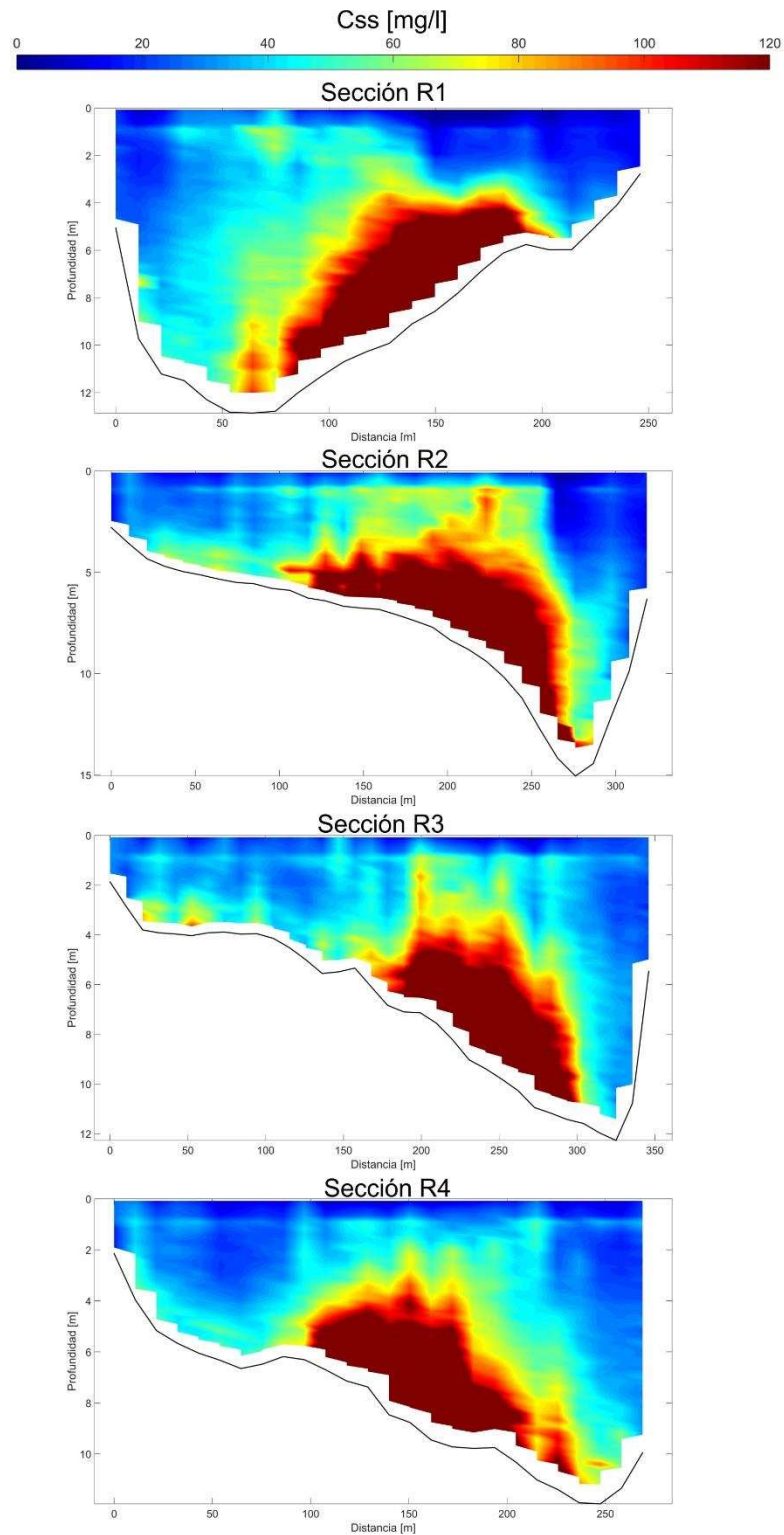 Css [mg/l]
0 20 40 60 80 100 120
Sección R1
0
2
4
6
8
10
12
Profundidad [m]
0 50 100 150 200 250
Distancia [m]
Sección R2
0
5
10
15
Profundidad [m]
0 50 100 150 200 250 300
Distancia [m]
Sección R3
0
2
4
6
8
10
12
Profundidad [m]
0 50 100 150 200 250 300 350
Distancia [m]
Sección R4
0
2
4
6
8
10
Profundidad [m]
0 50 100 150 200 250
Distancia [m]